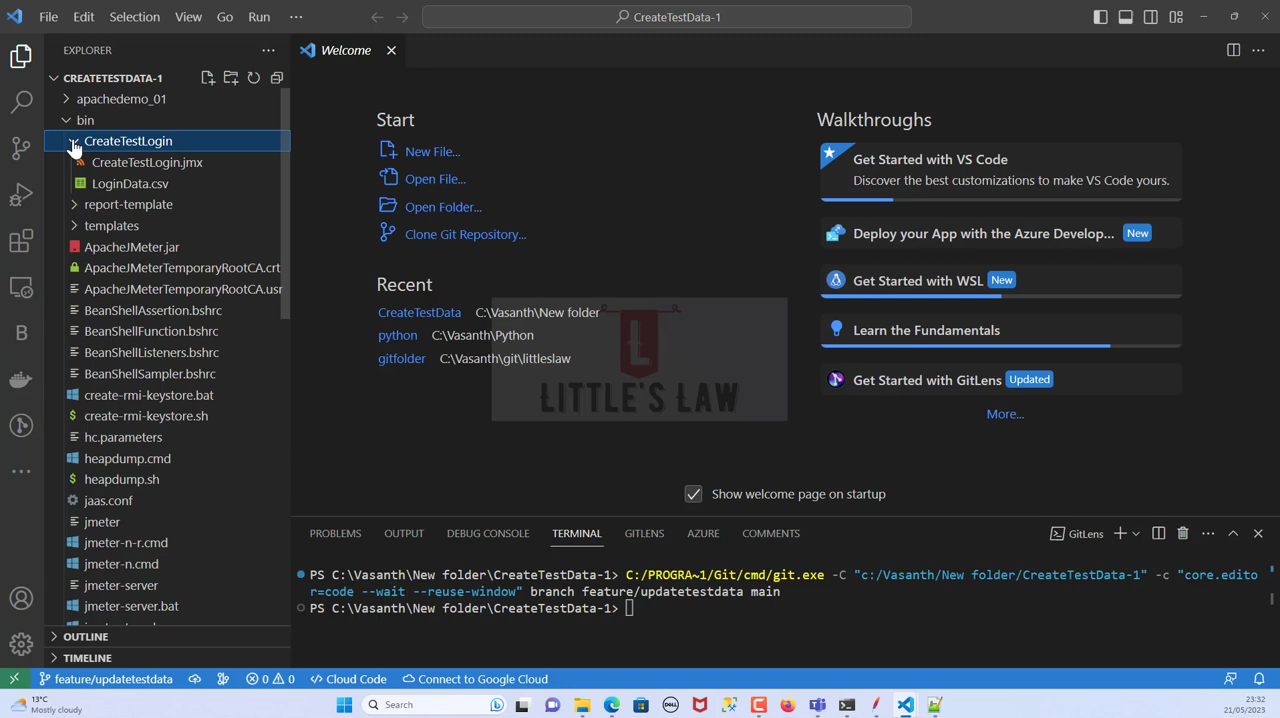 File Edit Selection View Go Run ···
CreateTestData-1
EXPLORER ···
CREATETESTDATA-1
apachedemo_01
bin
CreateTestLogin
CreateTestLogin.jmx
LoginData.csv
report-template
templates
ApacheJMeter.jar
ApacheJMeterTemporaryRootCA.crt
ApacheJMeterTemporaryRootCA.usr
BeanShellAssertion.bshrc
BeanShellFunction.bshrc
BeanShellListeners.bshrc
BeanShellSampler.bshrc
create-rmi-keystore.bat
create-rmi-keystore.sh
hc.parameters
heapdump.cmd
heapdump.sh
jaas.conf
jmeter
jmeter-n-r.cmd
jmeter-n.cmd
jmeter-server
jmeter-server.bat
OUTLINE
TIMELINE
Welcome
Start
New File...
Open File...
Open Folder...
Clone Git Repository...
Recent
CreateTestData C:\Vasanth\New folder
python C:\Vasanth\Python
gitfolder C:\Vasanth\git\littleslaw
L
LITTLE'S LAW
Walkthroughs
Get Started with VS Code
Discover the best customizations to make VS Code yours.
Deploy your App with the Azure Develop... New
Get Started with WSL New
Learn the Fundamentals
Get Started with GitLens Updated
More...
Show welcome page on startup
PROBLEMS OUTPUT DEBUG CONSOLE TERMINAL GITLENS AZURE COMMENTS
GitLens
PS C:\Vasanth\New folder\CreateTestData-1> C:/PROGRA~1/Git/cmd/git.exe -C "c:/Vasanth/New folder/CreateTestData-1" -c "core.edito
r=code --wait --reuse-window" branch feature/updatetestdata main
PS C:\Vasanth\New folder\CreateTestData-1>
feature/updatetestdata 0 0 Cloud Code Connect to Google Cloud
13°C
Mostly cloudy
Search
DELL
23:32
21/05/2023